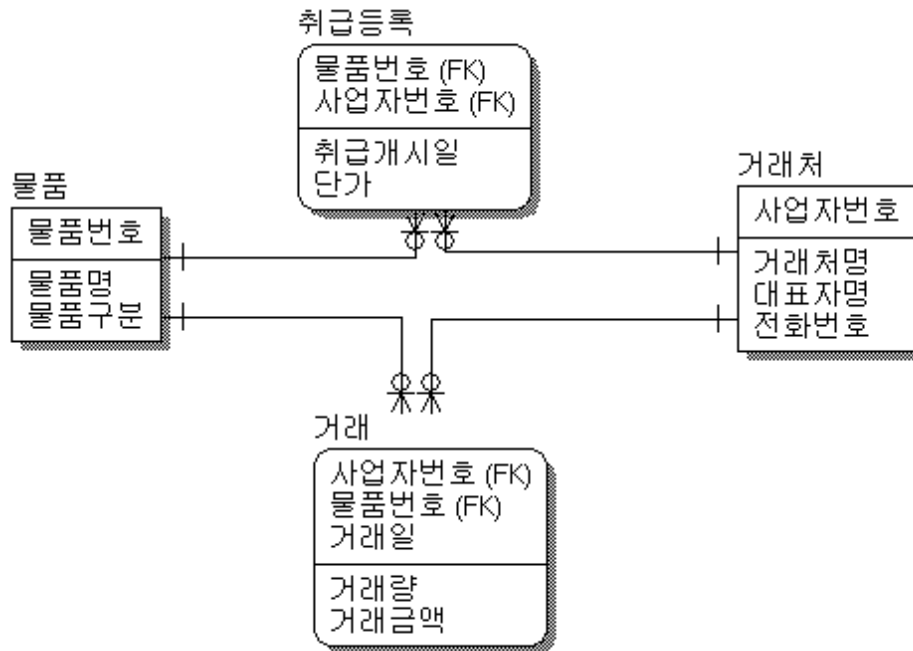 취급등록
물품번호 (FK)
사업자번호 (FK)
취급개시일
단가
물품
물품번호
물품명
물품구분
거래처
사업자번호
거래처명
대표자명
전화번호
거래
사업자번호 (FK)
물품번호 (FK)
거래일
거래량
거래금액